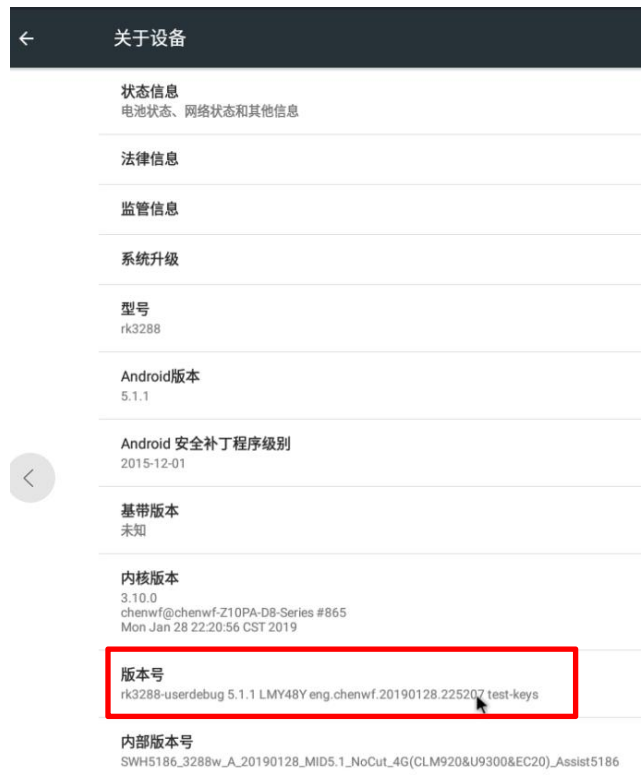 关于设备
状态信息
电池状态、网络状态和其他信息
法律信息
监管信息
系统升级
型号
rk3288
Android版本
5.1.1
Android 安全补丁程序级别
2015-12-01
基带版本
未知
内核版本
3.10.0
chenwf@chenwf-Z10PA-D8-Series #865
Mon Jan 28 22:20:56 CST 2019
版本号
rk3288-userdebug 5.1.1 LMY48Y eng.chenwf.20190128.225207 test-keys
内部版本号
SWH5186_3288w_A_20190128_MID5.1_NoCut_4G(CLM920&U9300&EC20)_Assist5186